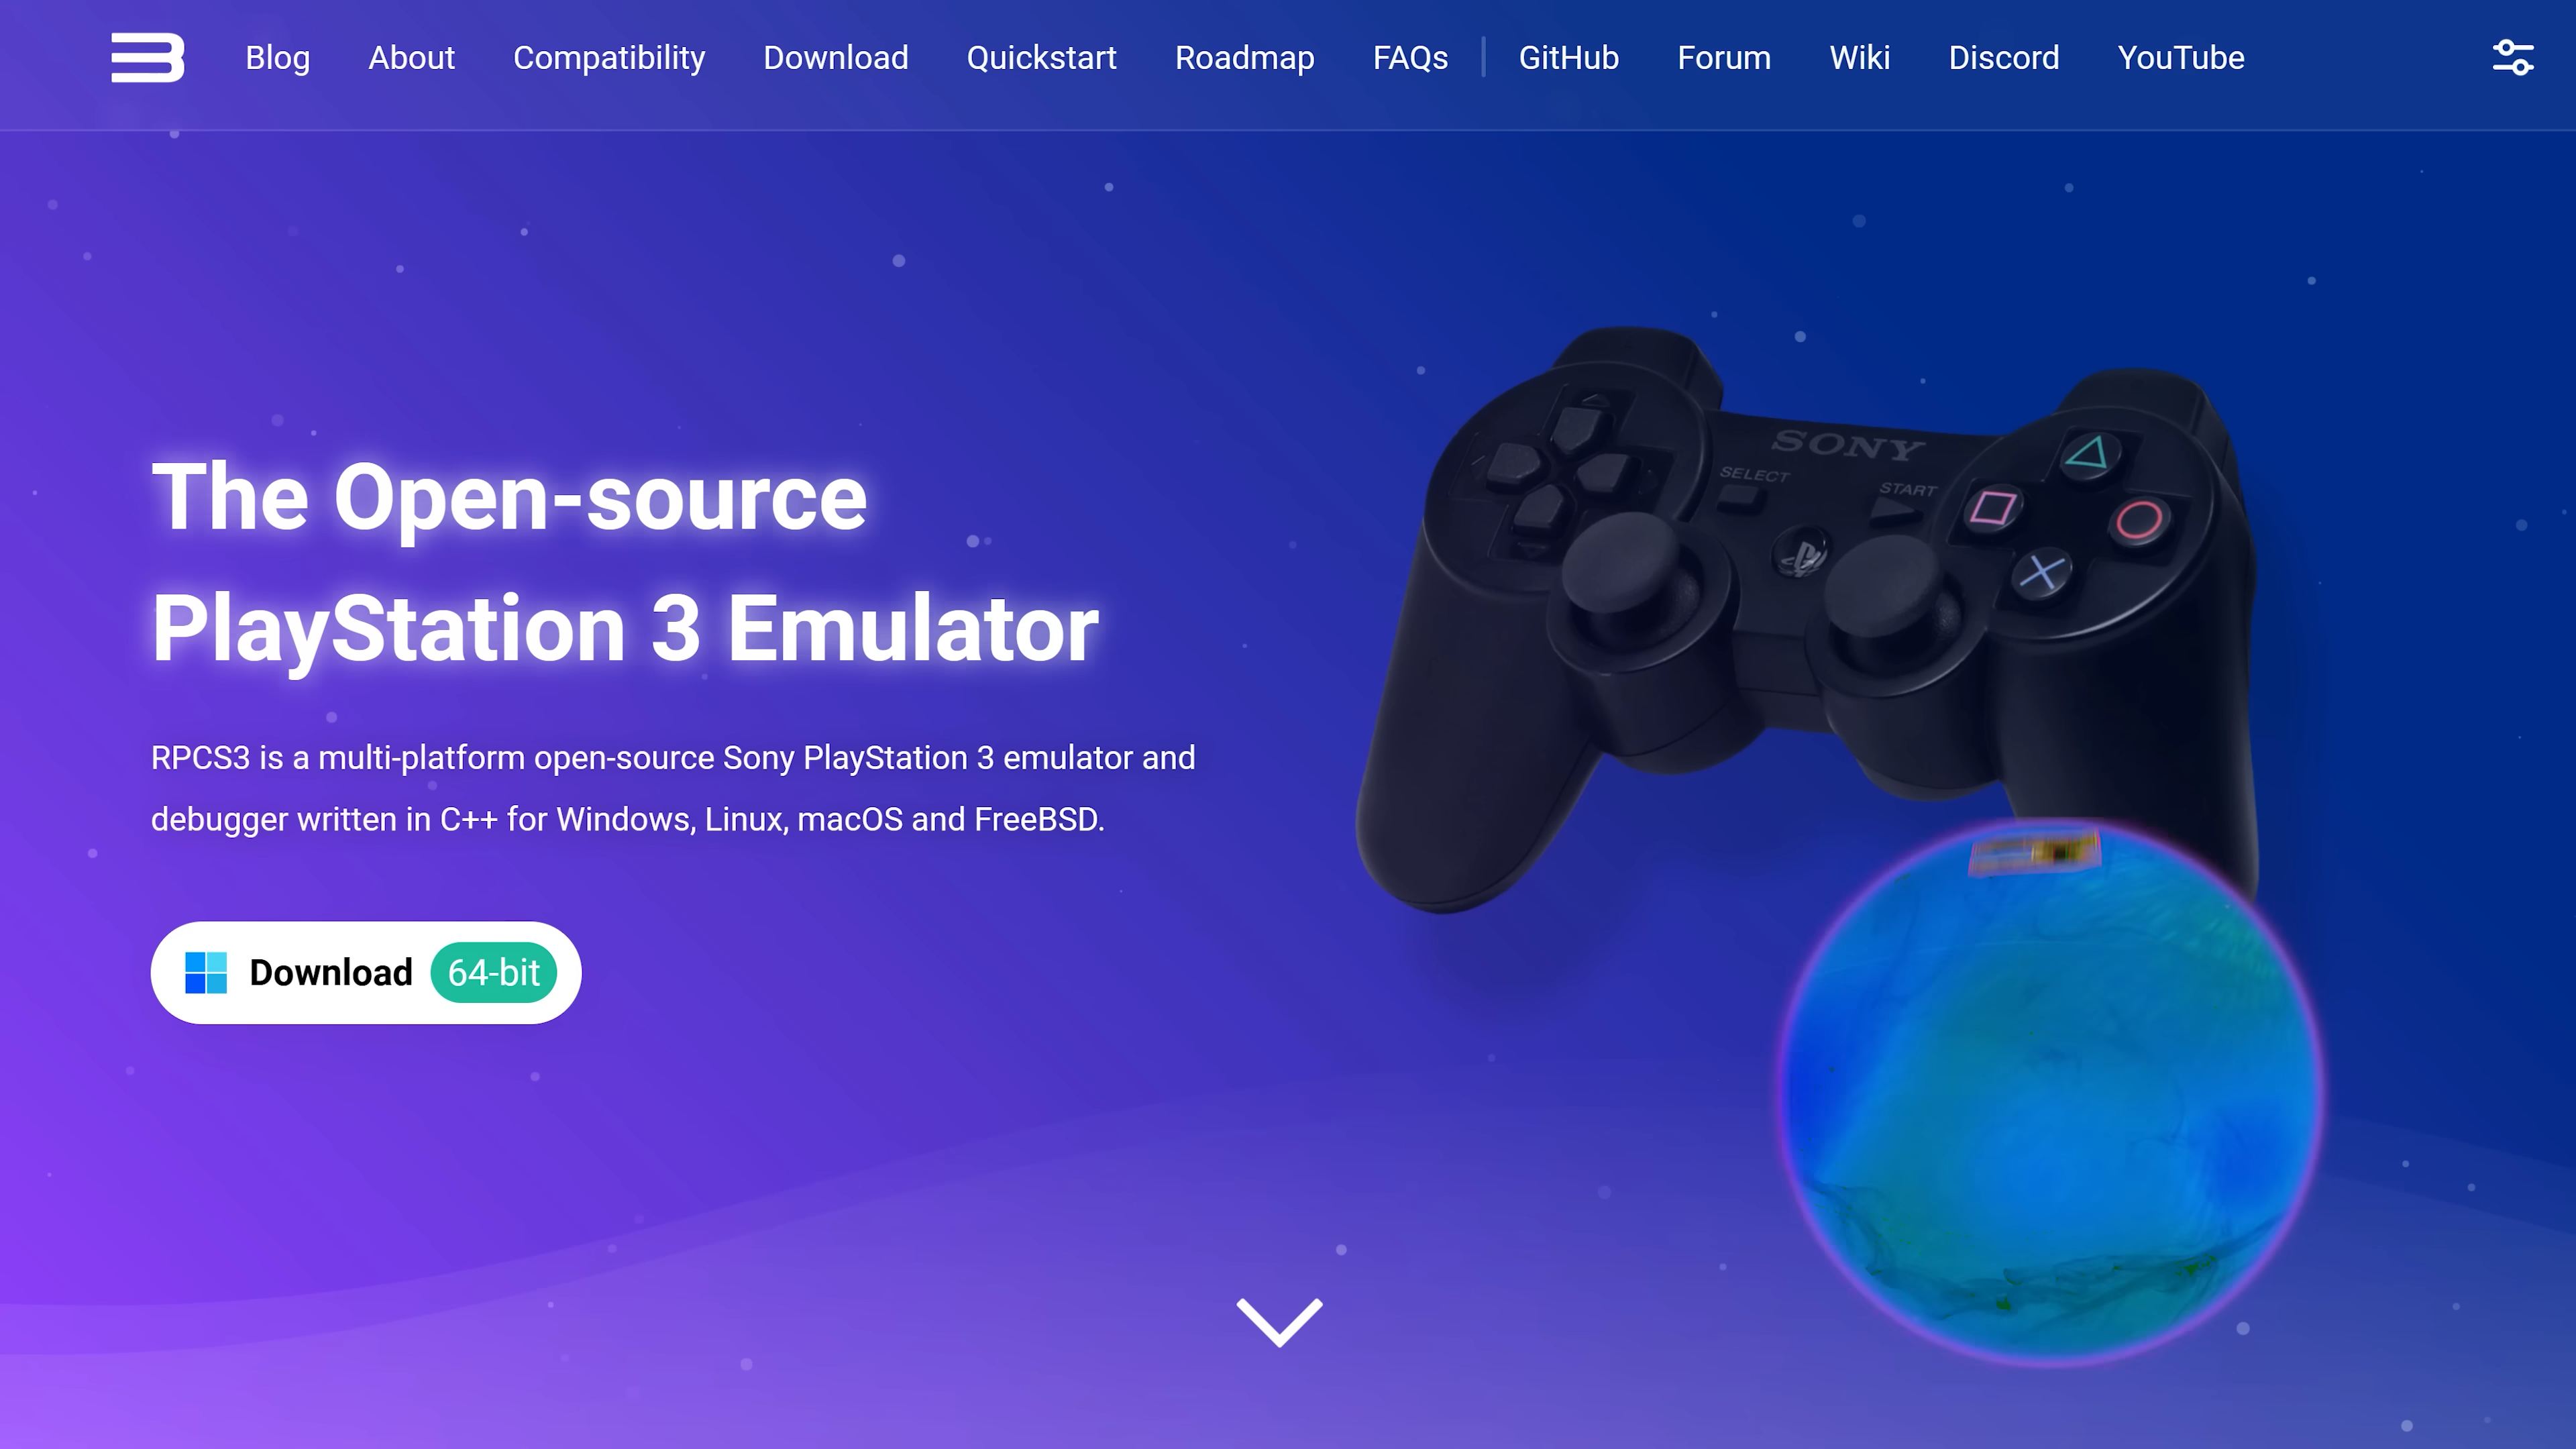 Blog About Compatibility Download Quickstart Roadmap FAQs GitHub Forum Wiki Discord YouTube
The Open-source
PlayStation 3 Emulator
RPCS3 is a multi-platform open-source Sony PlayStation 3 emulator and
debugger written in C++ for Windows, Linux, macOS and FreeBSD.
Download 64-bit
SONY
SELECT
START